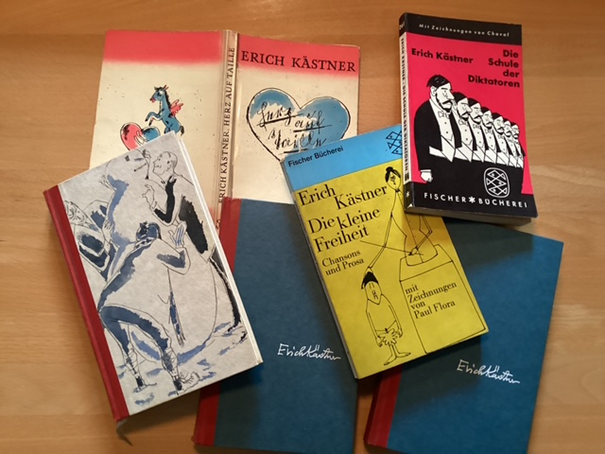 ERICH KÄSTNER: HERZ AUF TAILLE
ERICH KÄSTNER
Herz auf
Taille
Mit Zeichnungen von Chaval
Erich Kästner
Die
Schule
der
Diktatoren
FISCHER BÜCHEREI
Fischer Bücherei
Erich
Kästner
Die kleine
Freiheit
Chansons
und Prosa
mit
Zeichnungen
von
Paul Flora
Erich Kästner
Erich Kästner